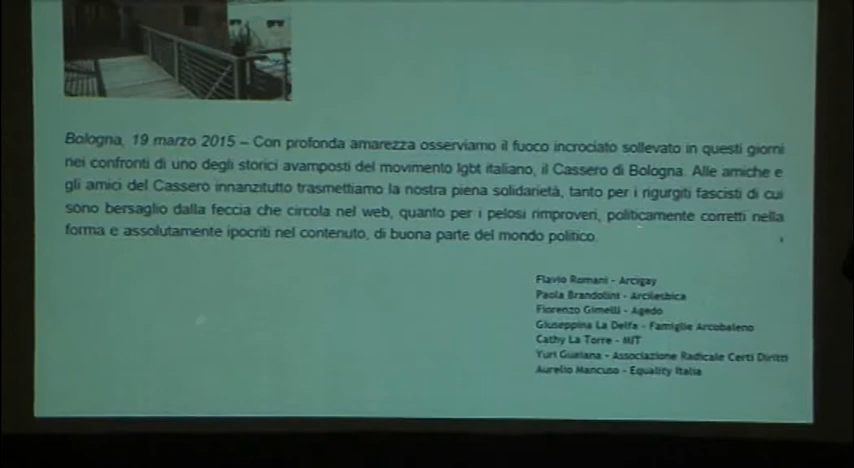 Bologna, 19 marzo 2015 – Con profonda amarezza osserviamo il fuoco incrociato sollevato in questi giorni
nei confronti di uno degli storici avamposti del movimento lgbt italiano, il Cassero di Bologna. Alle amiche e
gli amici del Cassero innanzitutto trasmettiamo la nostra piena solidarietà, tanto per i rigurgiti fascisti di cui
sono bersaglio dalla feccia che circola nel web, quanto per i pelosi rimproveri, politicamente corretti nella
forma e assolutamente ipocriti nel contenuto, di buona parte del mondo politico.
Flavio Romani - Arcigay
Paola Brandolini - Arcilesbica
Fiorenzo Gimelli - Agedo
Giuseppina La Delfa - Famiglie Arcobaleno
Cathy La Torre - MIT
Yuri Guaiana - Associazione Radicale Certi Diritti
Aurelio Mancuso - Equality Italia